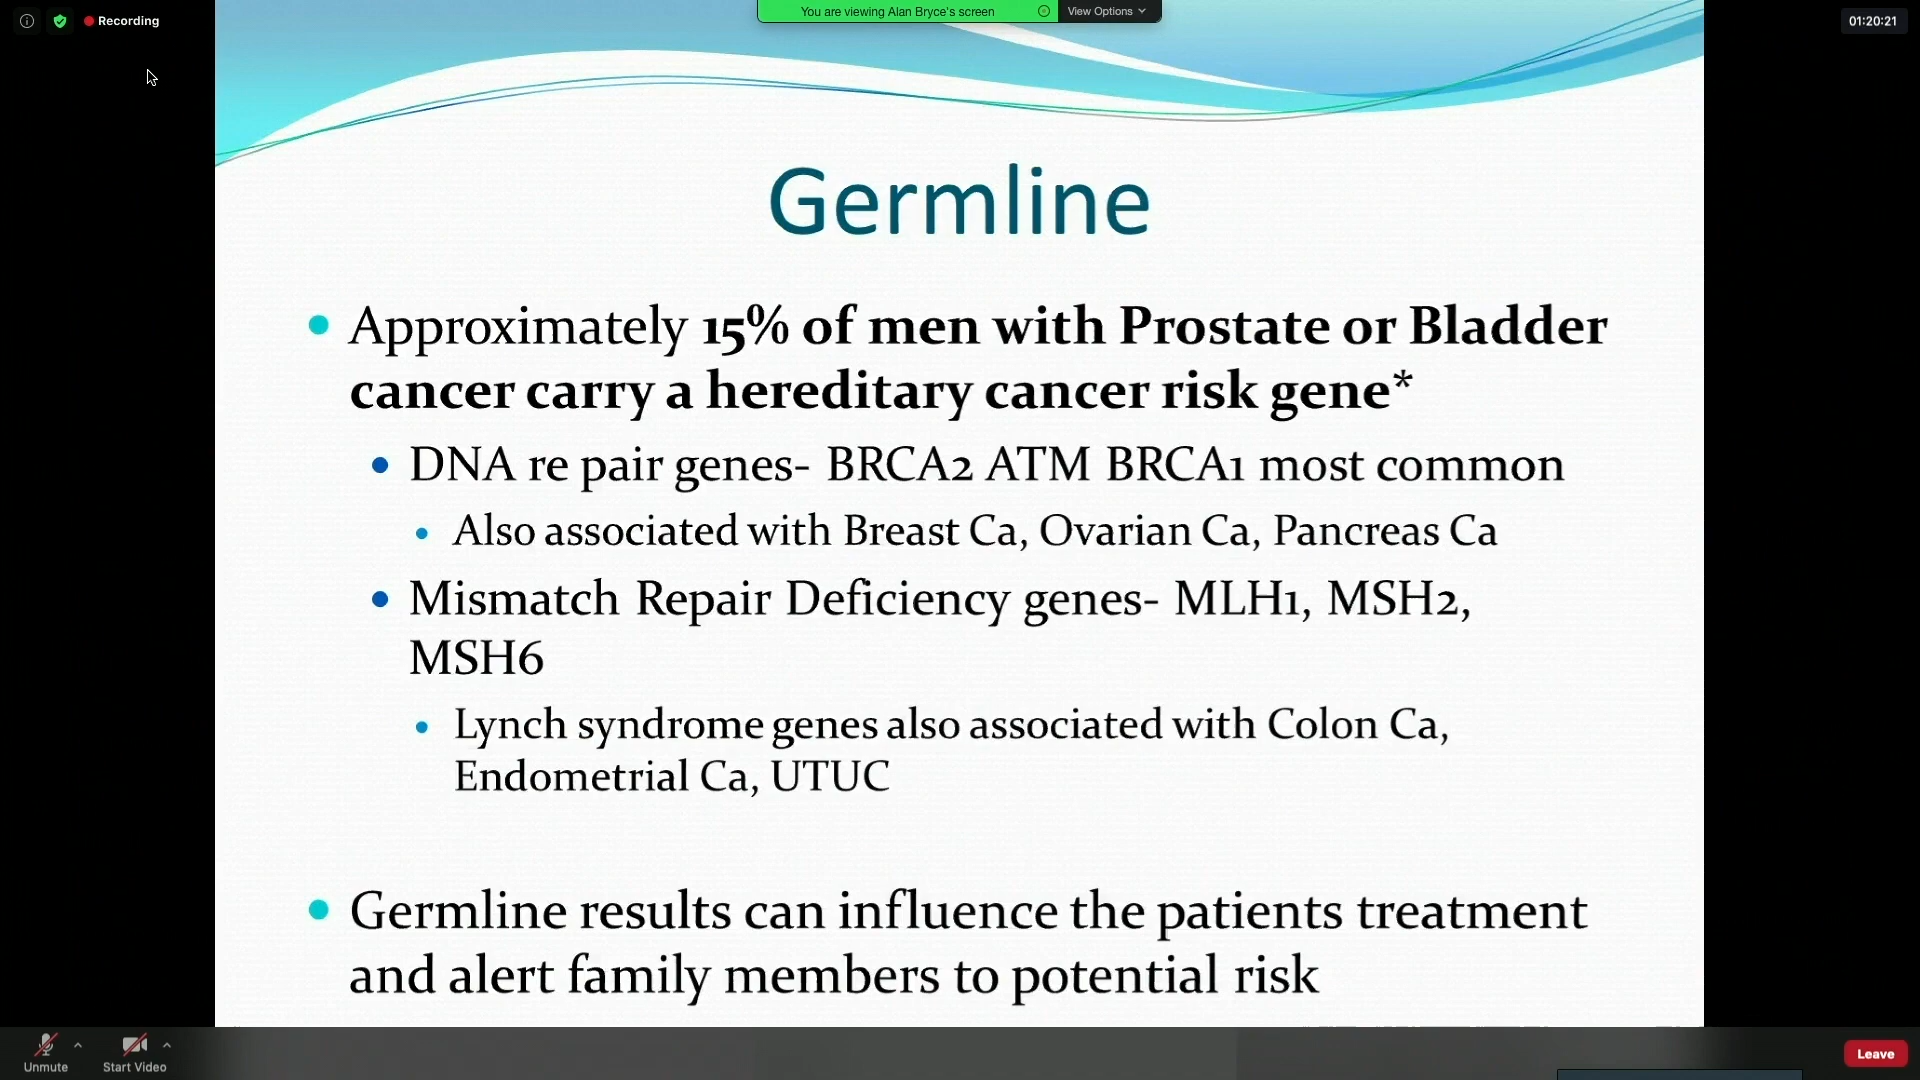 Recording
You are viewing Alan Bryce's screen
View Options
01:20:21
Germline
Approximately 15% of men with Prostate or Bladder
cancer carry a hereditary cancer risk gene*
DNA re pair genes- BRCA2 ATM BRCA1 most common
Also associated with Breast Ca, Ovarian Ca, Pancreas Ca
Mismatch Repair Deficiency genes- MLH1, MSH2,
MSH6
Lynch syndrome genes also associated with Colon Ca,
Endometrial Ca, UTUC
Germline results can influence the patients treatment
and alert family members to potential risk
Unmute
Start Video
Leave